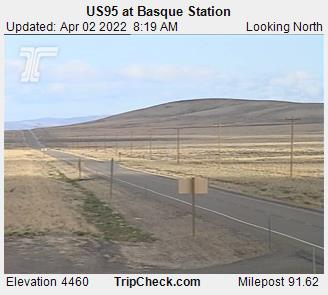 US95 at Basque Station
Updated: Apr 02 2022 8:19 AM Looking North
Elevation 4460 TripCheck.com Milepost 91.62